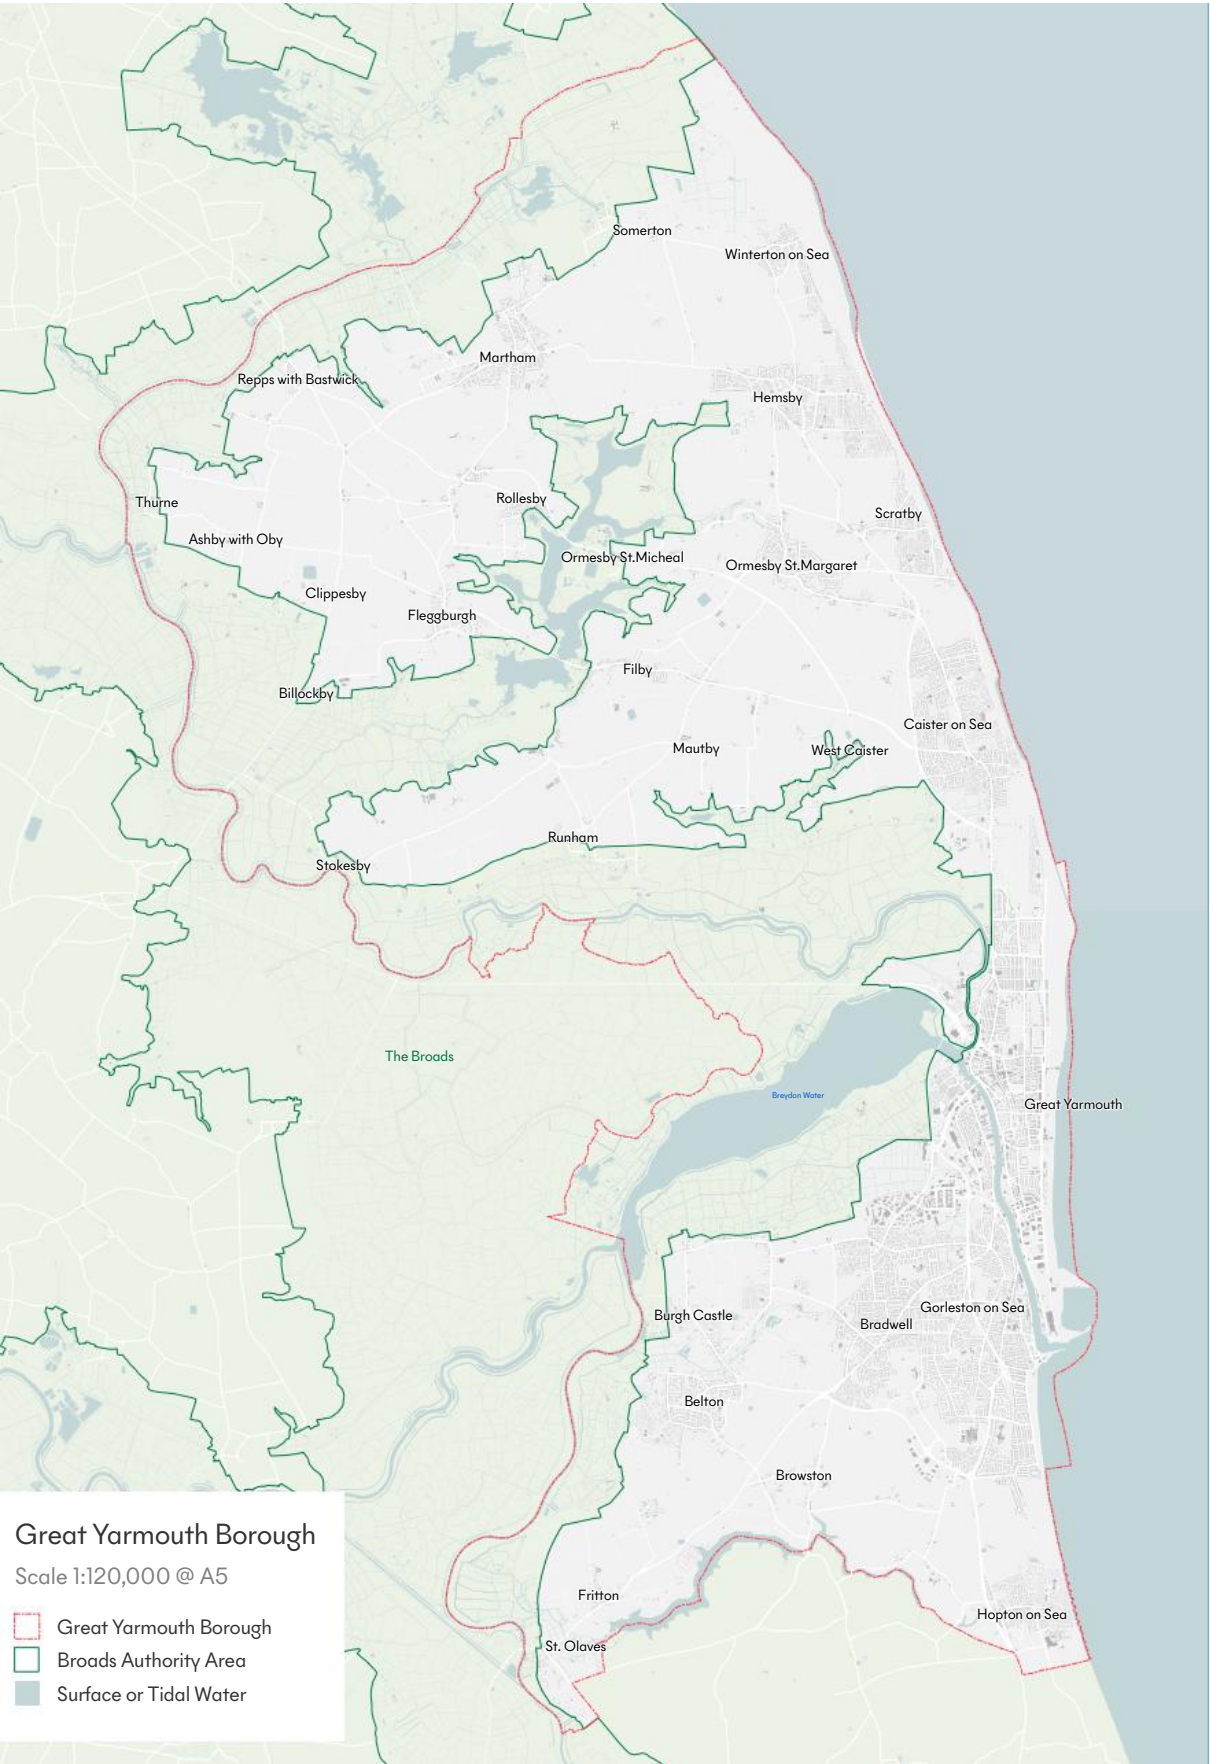 Somerton
Winterton on Sea
Martham
Repps with Bastwick
Hemsby
Thurne
Rollesby
Scratby
Ashby with Oby
Ormesby St.Micheal
Ormesby St.Margaret
Clippesby
Fleggburgh
Filby
Billockby
Caister on Sea
Mautby
West Caister
Runham
Stokesby
The Broads
Breydon Water
Great Yarmouth
Burgh Castle
Gorleston on Sea
Bradwell
Belton
Browston
Fritton
Hopton on Sea
St. Olaves
Great Yarmouth Borough
Scale 1:120,000 @ A5
Great Yarmouth Borough
Broads Authority Area
Surface or Tidal Water